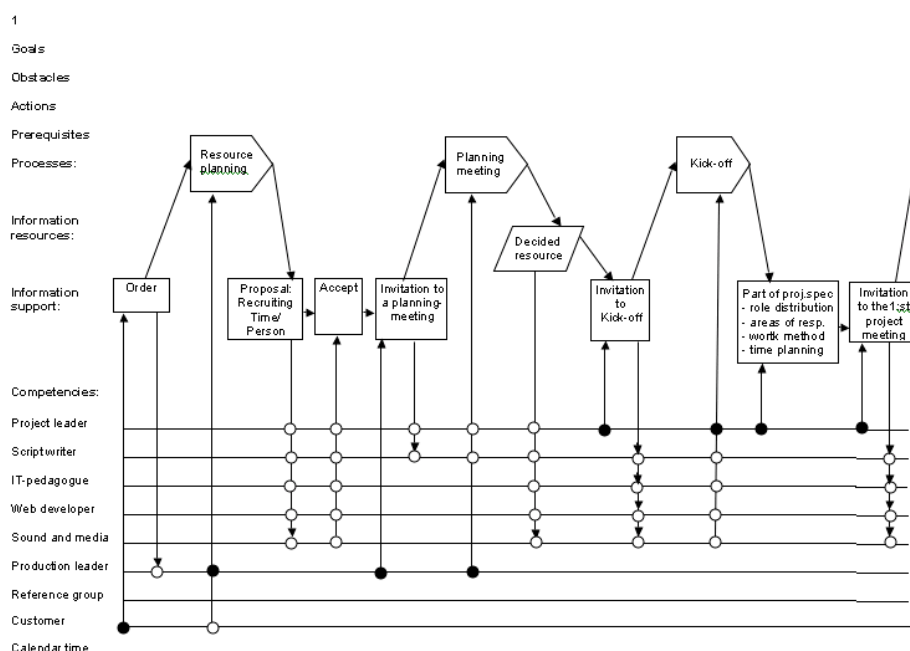 1
Goals
Obstacles
Actions
Prerequisites
Processes:
Resource
planning
Planning
meeting
Kick-off
Information
resources:
Decided
resource
Information
support:
Order
Proposal:
Recruiting
Time/
Person
Accept
Invitation to
a planning-
meeting
Invitation
to
Kick-off
Part of proj.spec
- role distribution
- areas of resp.
- wortk method
- time planning
Invitation
to the1:st
project
meeting
Competencies:
Project leader
Scriptwriter
IT-pedagogue
Web developer
Sound and media
Production leader
Reference group
Customer
Calendar time